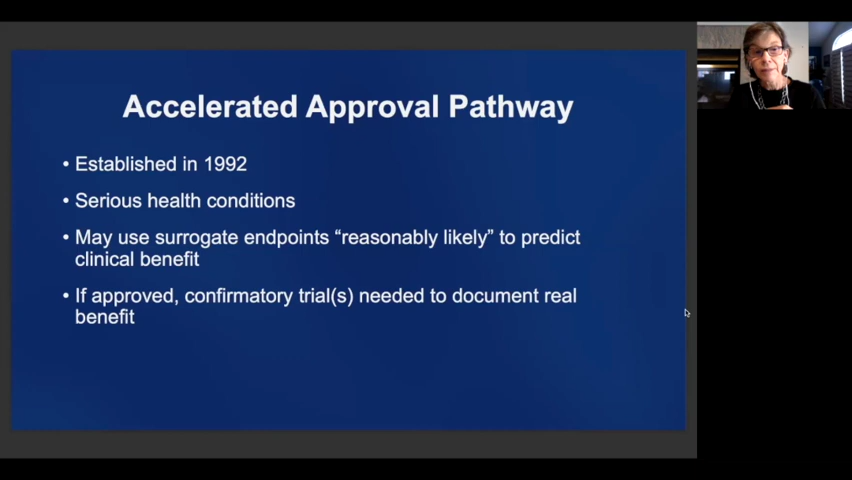 Accelerated Approval Pathway
• Established in 1992
• Serious health conditions
• May use surrogate endpoints “reasonably likely” to predict
clinical benefit
• If approved, confirmatory trial(s) needed to document real
benefit